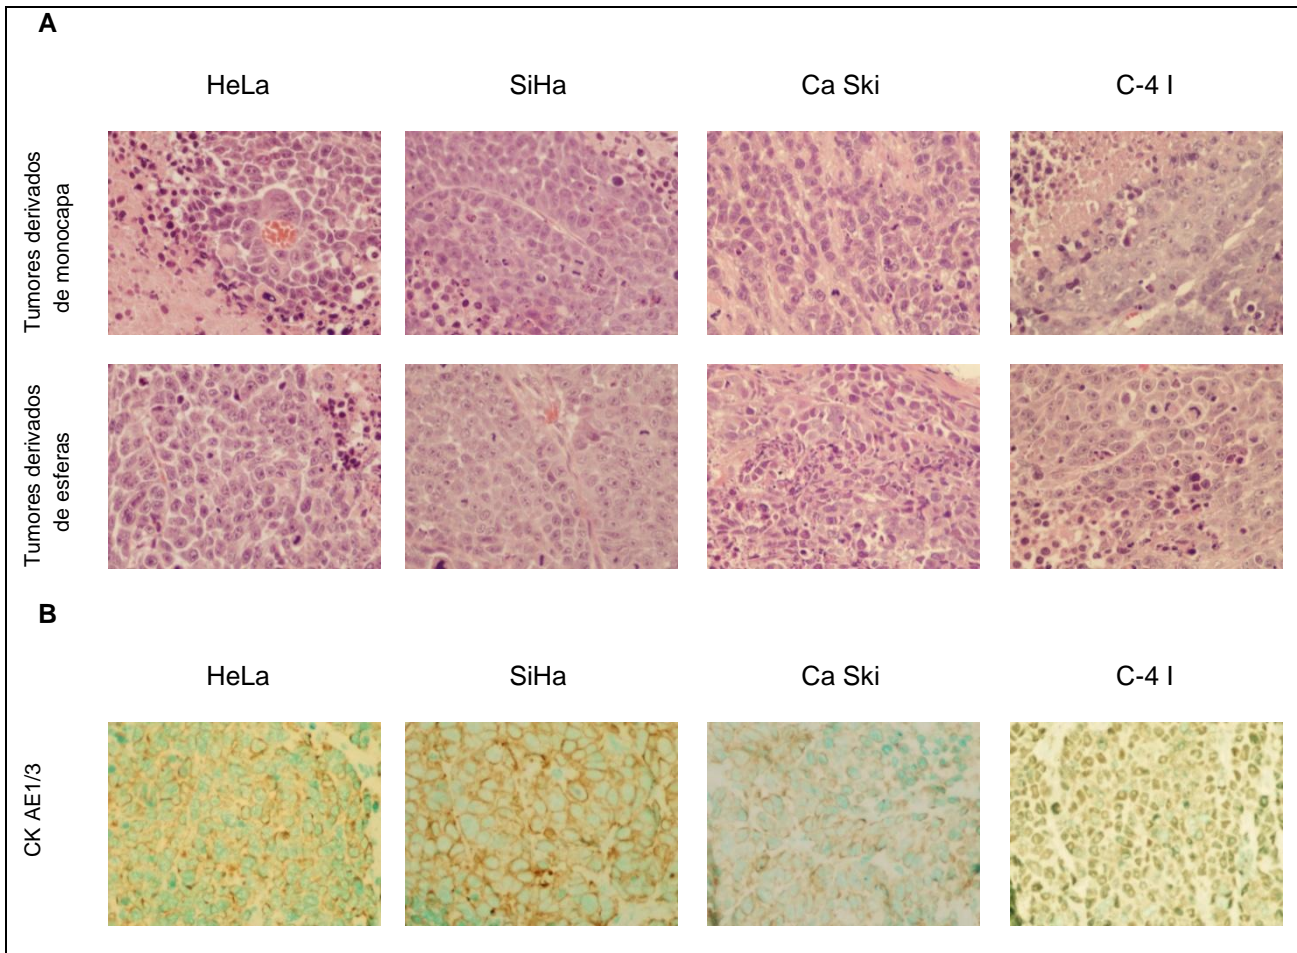 A
HeLa
SiHa
Ca Ski
C-4 I
Tumores derivados
de monocapa
Tumores derivados
de esferas
B
HeLa
SiHa
Ca Ski
C-4 I
CK AE1/3